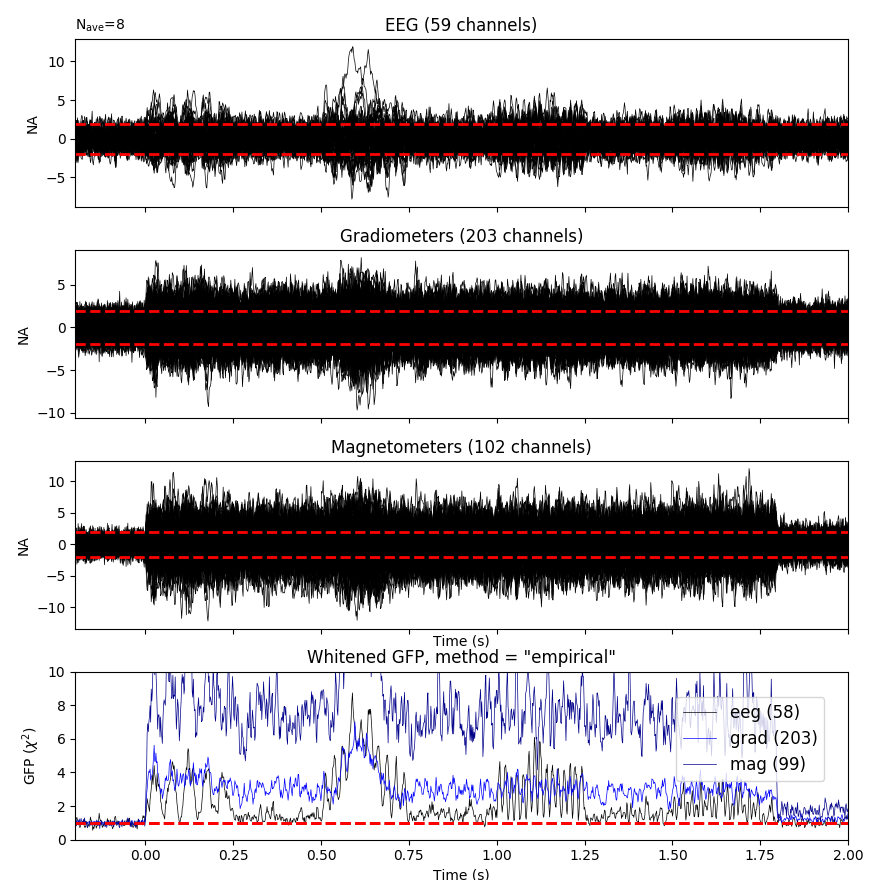 Nave=8
EEG (59 channels)
10
5
0
−5
NA
Gradiometers (203 channels)
5
0
−5
−10
NA
Magnetometers (102 channels)
10
5
0
−5
−10
NA
Time (s)
Whitened GFP, method = "empirical"
10
8
6
4
2
0
GFP (χ²)
eeg (58)
grad (203)
mag (99)
0.00 0.25 0.50 0.75 1.00 1.25 1.50 1.75 2.00
Time (s)